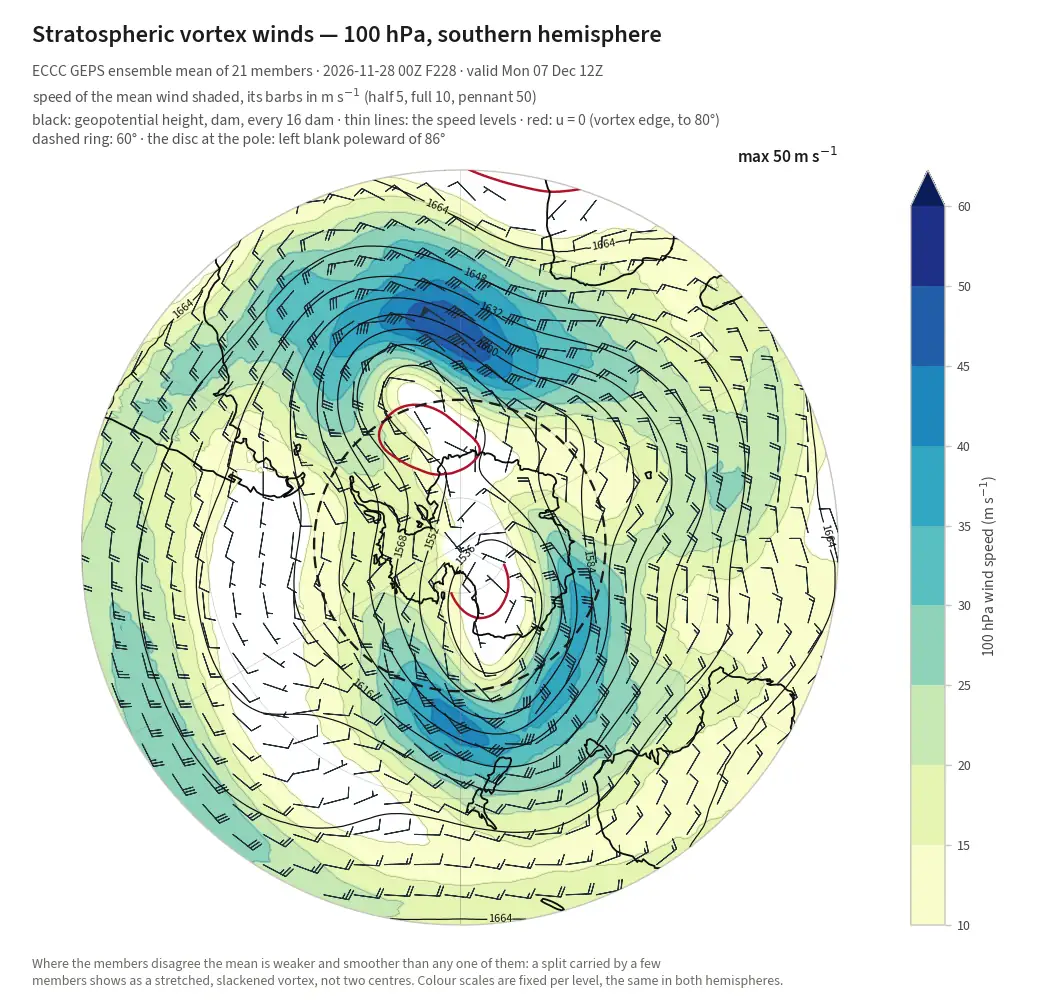 Stratospheric vortex winds — 100 hPa, southern hemisphere
ECCC GEPS ensemble mean of 21 members · 2026-11-28 00Z F228 · valid Mon 07 Dec 12Z
speed of the mean wind shaded, its barbs in m s⁻¹ (half 5, full 10, pennant 50)
black: geopotential height, dam, every 16 dam · thin lines: the speed levels · red: u = 0 (vortex edge, to 80°)
dashed ring: 60° · the disc at the pole: left blank poleward of 86°
max 50 m s⁻¹
1664
1664
1648
1664
1632
1600
1664
1568
1552
1536
1584
1616
1664
60
50
45
40
35
30
25
20
15
10
100 hPa wind speed (m s⁻¹)
Where the members disagree the mean is weaker and smoother than any one of them: a split carried by a few
members shows as a stretched, slackened vortex, not two centres. Colour scales are fixed per level, the same in both hemispheres.